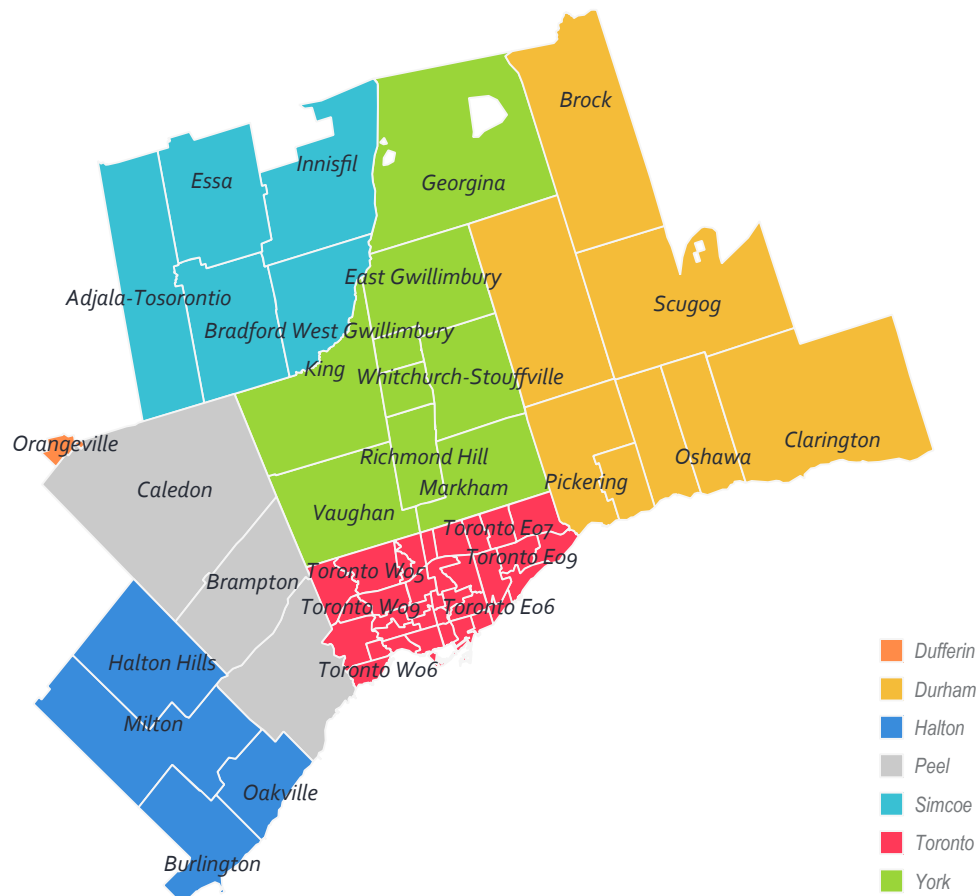 Brock
Innisfil
Essa
Georgina
East Gwillimbury
Adjala-Tosorontio
Scugog
Bradford West Gwillimbury
King
Whitchurch-Stouffville
Orangeville
Clarington
Richmond Hill
Oshawa
Caledon
Pickering
Markham
Vaughan
Toronto E07
Toronto E09
Toronto W05
Brampton
Toronto W09
Toronto E06
Halton Hills
Toronto W06
Milton
Oakville
Burlington
Dufferin
Durham
Halton
Peel
Simcoe
Toronto
York